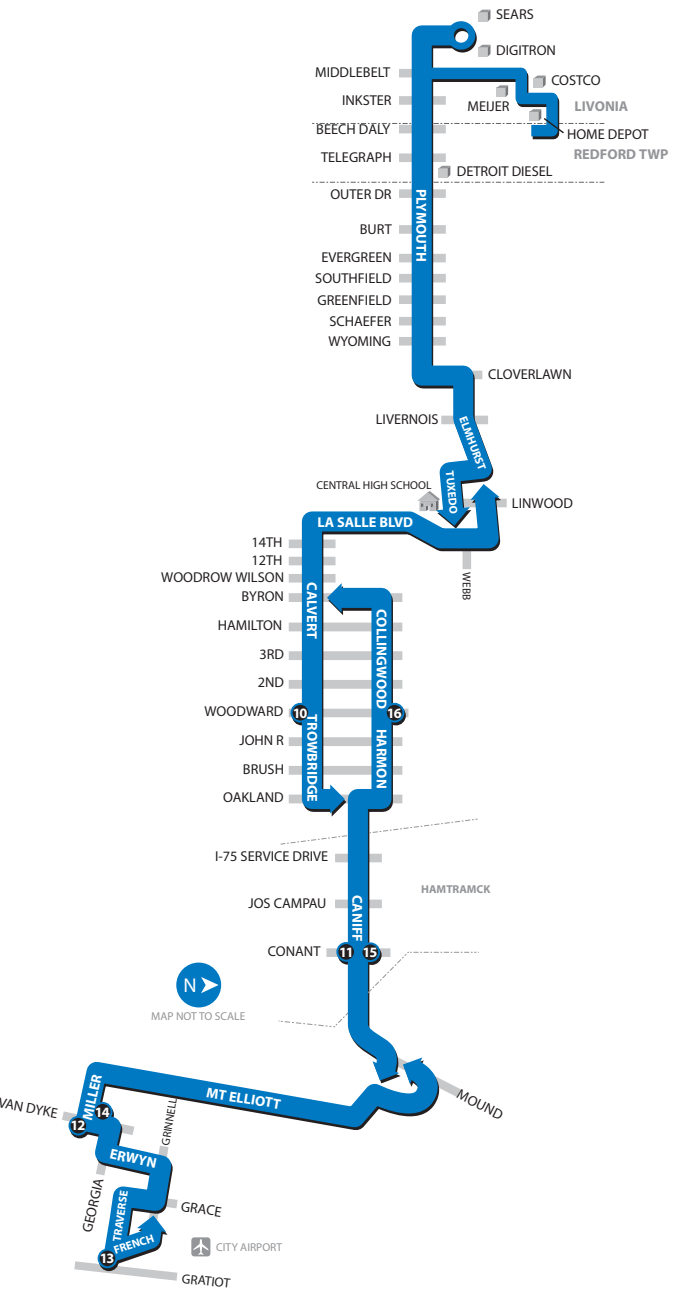 SEARS
DIGITRON
MIDDLEBELT
COSTCO
INKSTER
MEIJER
LIVONIA
BEECH DALY
HOME DEPOT
TELEGRAPH
REDFORD TWP
DETROIT DIESEL
OUTER DR
PLYMOUTH
BURT
EVERGREEN
SOUTHFIELD
GREENFIELD
SCHAEFER
WYOMING
CLOVERLAWN
LIVERNOIS
ELMHURST
TUXEDO
CENTRAL HIGH SCHOOL
LINWOOD
LA SALLE BLVD
14TH
12TH
WEBB
WOODROW WILSON
BYRON
CALVERT
COLLINGWOOD
HAMILTON
3RD
2ND
WOODWARD
10
16
TROWBRIDGE
HARMON
JOHN R
BRUSH
OAKLAND
I-75 SERVICE DRIVE
HAMTRAMCK
JOS CAMPAU
CANIFF
CONANT
11
15
N
MAP NOT TO SCALE
MOUND
MT ELLIOTT
MILLER
VAN DYKE
14
12
GRINNELL
ERWYN
GEORGIA
TRAVERSE
GRACE
FRENCH
CITY AIRPORT
13
GRATIOT